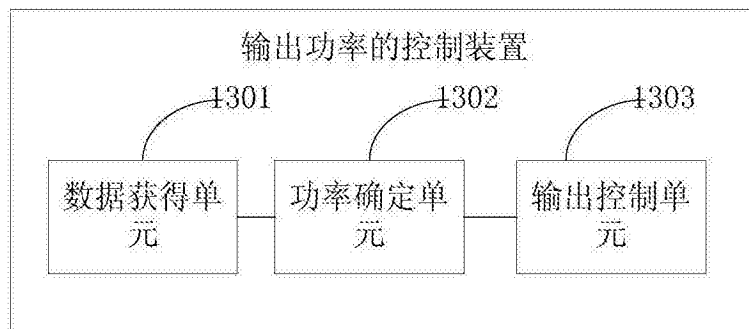 输出功率的控制装置
1301
1302
1303
数据获得单
元
功率确定单
元
输出控制单
元